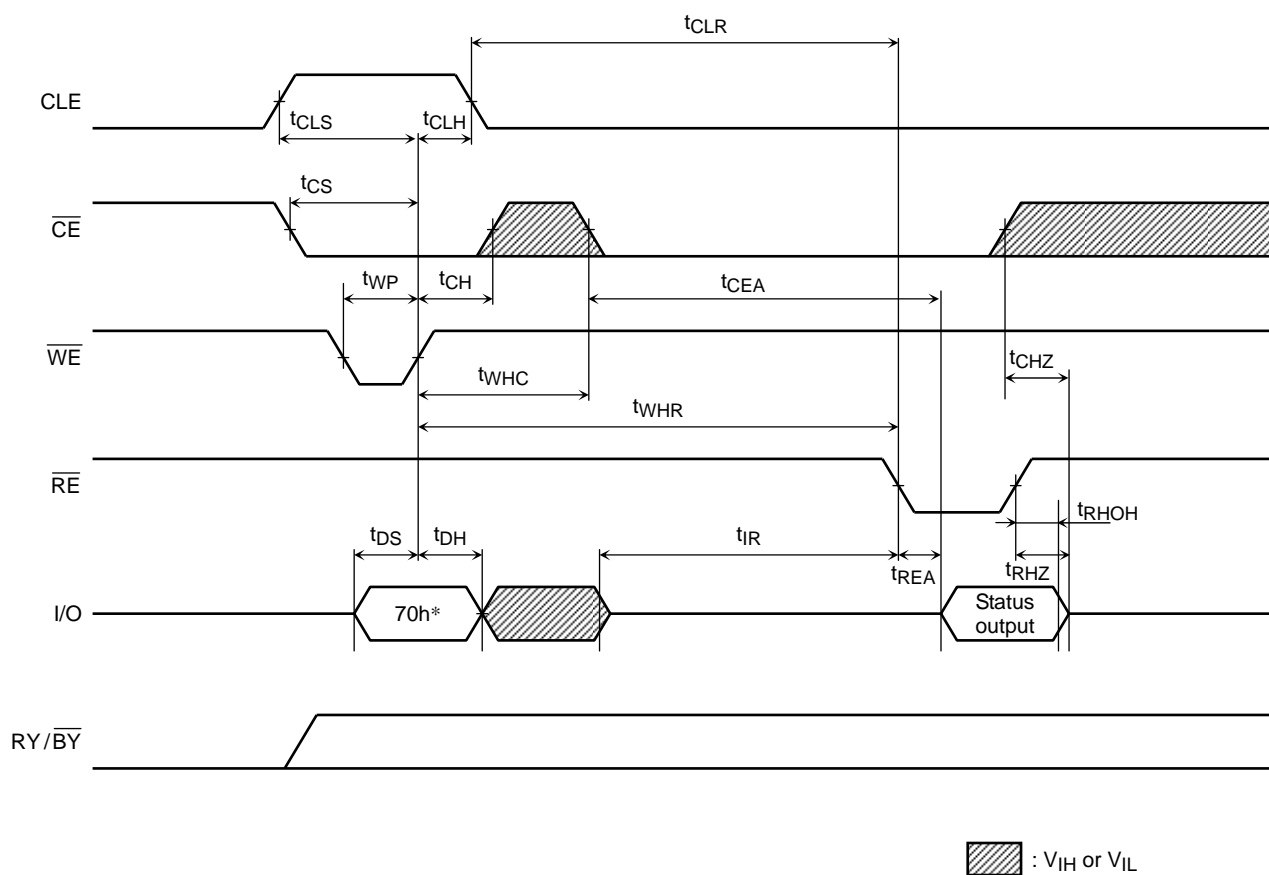 tCLR
CLE
tCLS
tCLH
tCS
CE
tWP
tCH
tCEA
WE
tCHZ
tWHC
tWHR
RE
tRHOH
tDS
tDH
tIR
tREA
tRHZ
I/O
70h*
Status
output
RY/BY
: VIH or VIL